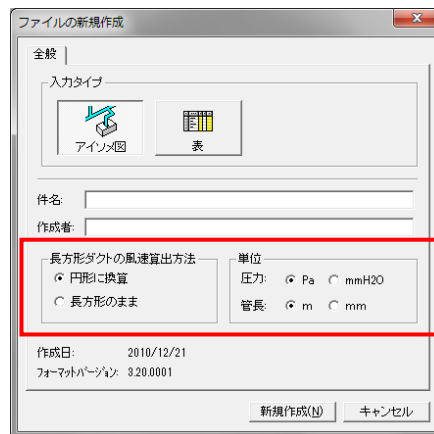 ファイルの新規作成
全般
入力タイプ
アイソメ図
表
件名:
作成者:
長方形ダクトの風速算出方法
円形に換算
長方形のまま
単位
圧力: Pa mmH2O
管長: m mm
作成日: 2010/12/21
フォーマットバージョン: 3.20.0001
新規作成(N) キャンセル